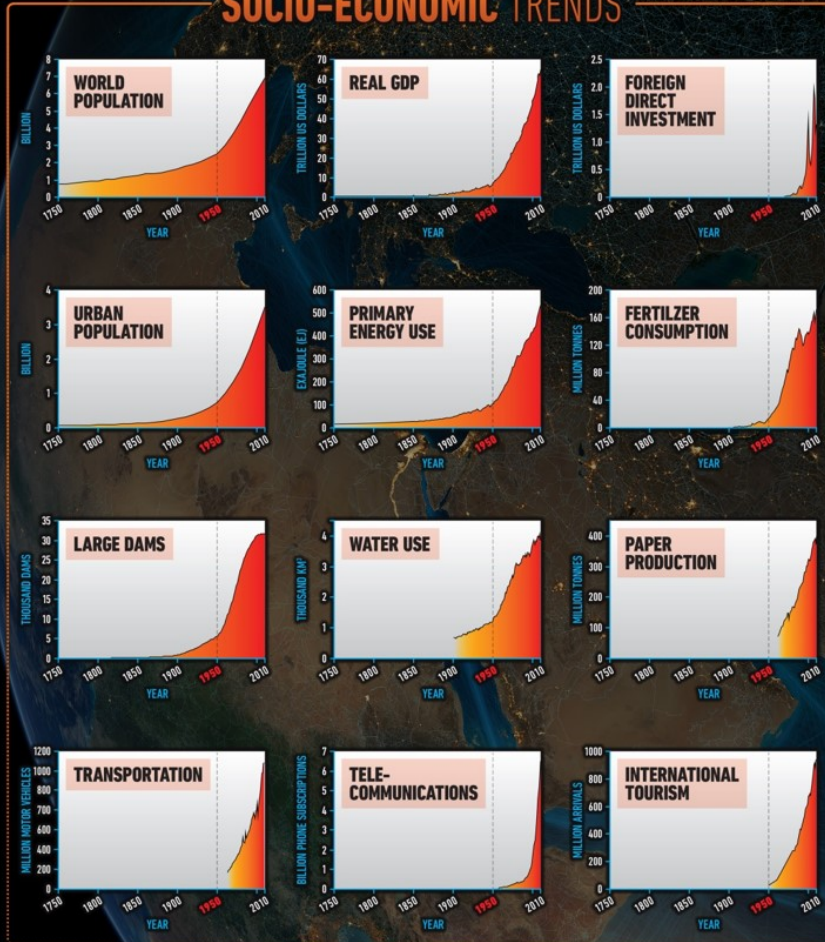 SOCIO-ECONOMIC TRENDS
WORLD
POPULATION
BILLION
8
7
6
5
4
3
2
1
0
1750 1800 1850 1900 1950 2010
YEAR
REAL GDP
TRILLION US DOLLARS
70
60
50
40
30
20
10
0
1750 1800 1850 1900 1950 2010
YEAR
FOREIGN
DIRECT
INVESTMENT
TRILLION US DOLLARS
2.5
2.0
1.5
1.0
0.5
0
1750 1800 1850 1900 1950 2010
YEAR
URBAN
POPULATION
BILLION
4
3
2
1
0
1750 1800 1850 1900 1950 2010
YEAR
PRIMARY
ENERGY USE
EXAJOULE (EJ)
600
500
400
300
200
100
0
1750 1800 1850 1900 1950 2010
YEAR
FERTILZER
CONSUMPTION
MILLION TONNES
200
160
120
80
40
0
1750 1800 1850 1900 1950 2010
YEAR
LARGE DAMS
THOUSAND DAMS
35
30
25
20
15
10
5
0
1750 1800 1850 1900 1950 2010
YEAR
WATER USE
THOUSAND KM³
4
3
2
1
0
1750 1800 1850 1900 1950 2010
YEAR
PAPER
PRODUCTION
MILLION TONNES
400
300
200
100
0
1750 1800 1850 1900 1950 2010
YEAR
TRANSPORTATION
MILLION MOTOR VEHICLES
1200
1000
800
600
400
200
0
1750 1800 1850 1900 1950 2010
YEAR
TELE-
COMMUNICATIONS
BILLION PHONE SUBSCRIPTIONS
7
6
5
4
3
2
1
0
1750 1800 1850 1900 1950 2010
YEAR
INTERNATIONAL
TOURISM
MILLION ARRIVALS
1000
800
600
400
200
0
1750 1800 1850 1900 1950 2010
YEAR